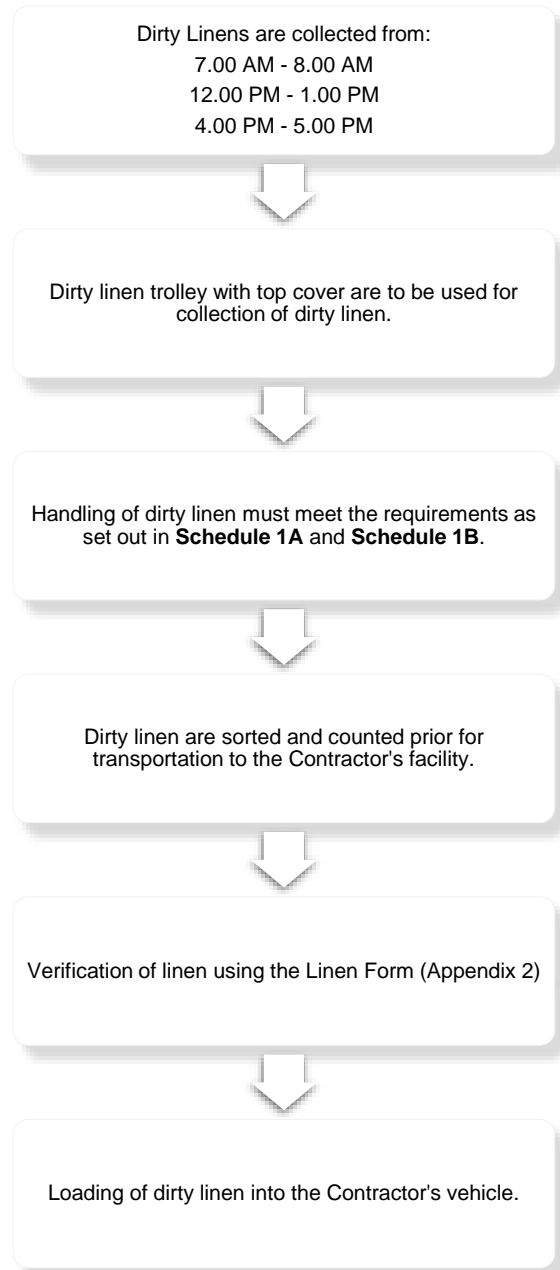 Dirty Linens are collected from:
7.00 AM - 8.00 AM
12.00 PM - 1.00 PM
4.00 PM - 5.00 PM
Dirty linen trolley with top cover are to be used for
collection of dirty linen.
Handling of dirty linen must meet the requirements as
set out in Schedule 1A and Schedule 1B.
Dirty linen are sorted and counted prior for
transportation to the Contractor's facility.
Verification of linen using the Linen Form (Appendix 2)
Loading of dirty linen into the Contractor's vehicle.